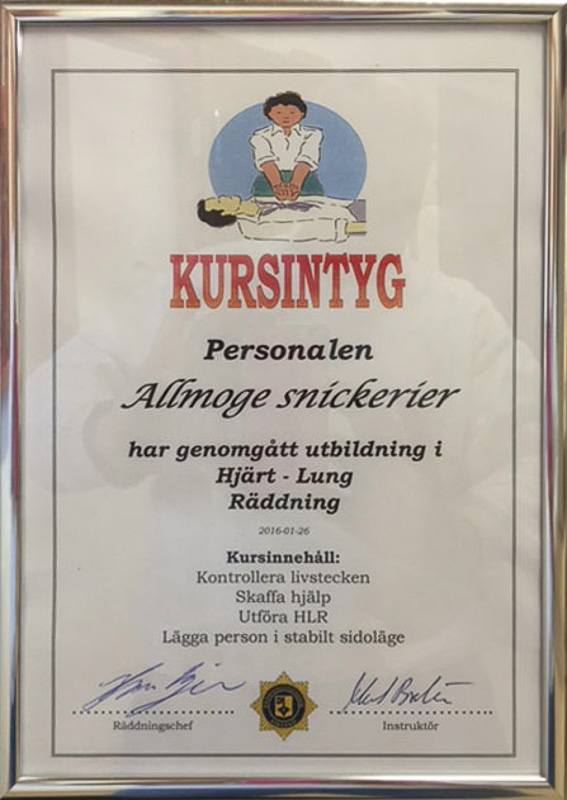 KURSINTYG
Personalen
Allmoge snickerier
har genomgått utbildning i
Hjärt - Lung
Räddning
2016-01-26
Kursinnehåll:
Kontrollera livstecken
Skaffa hjälp
Utföra HLR
Lägga person i stabilt sidoläge
Räddningschef
Instruktör